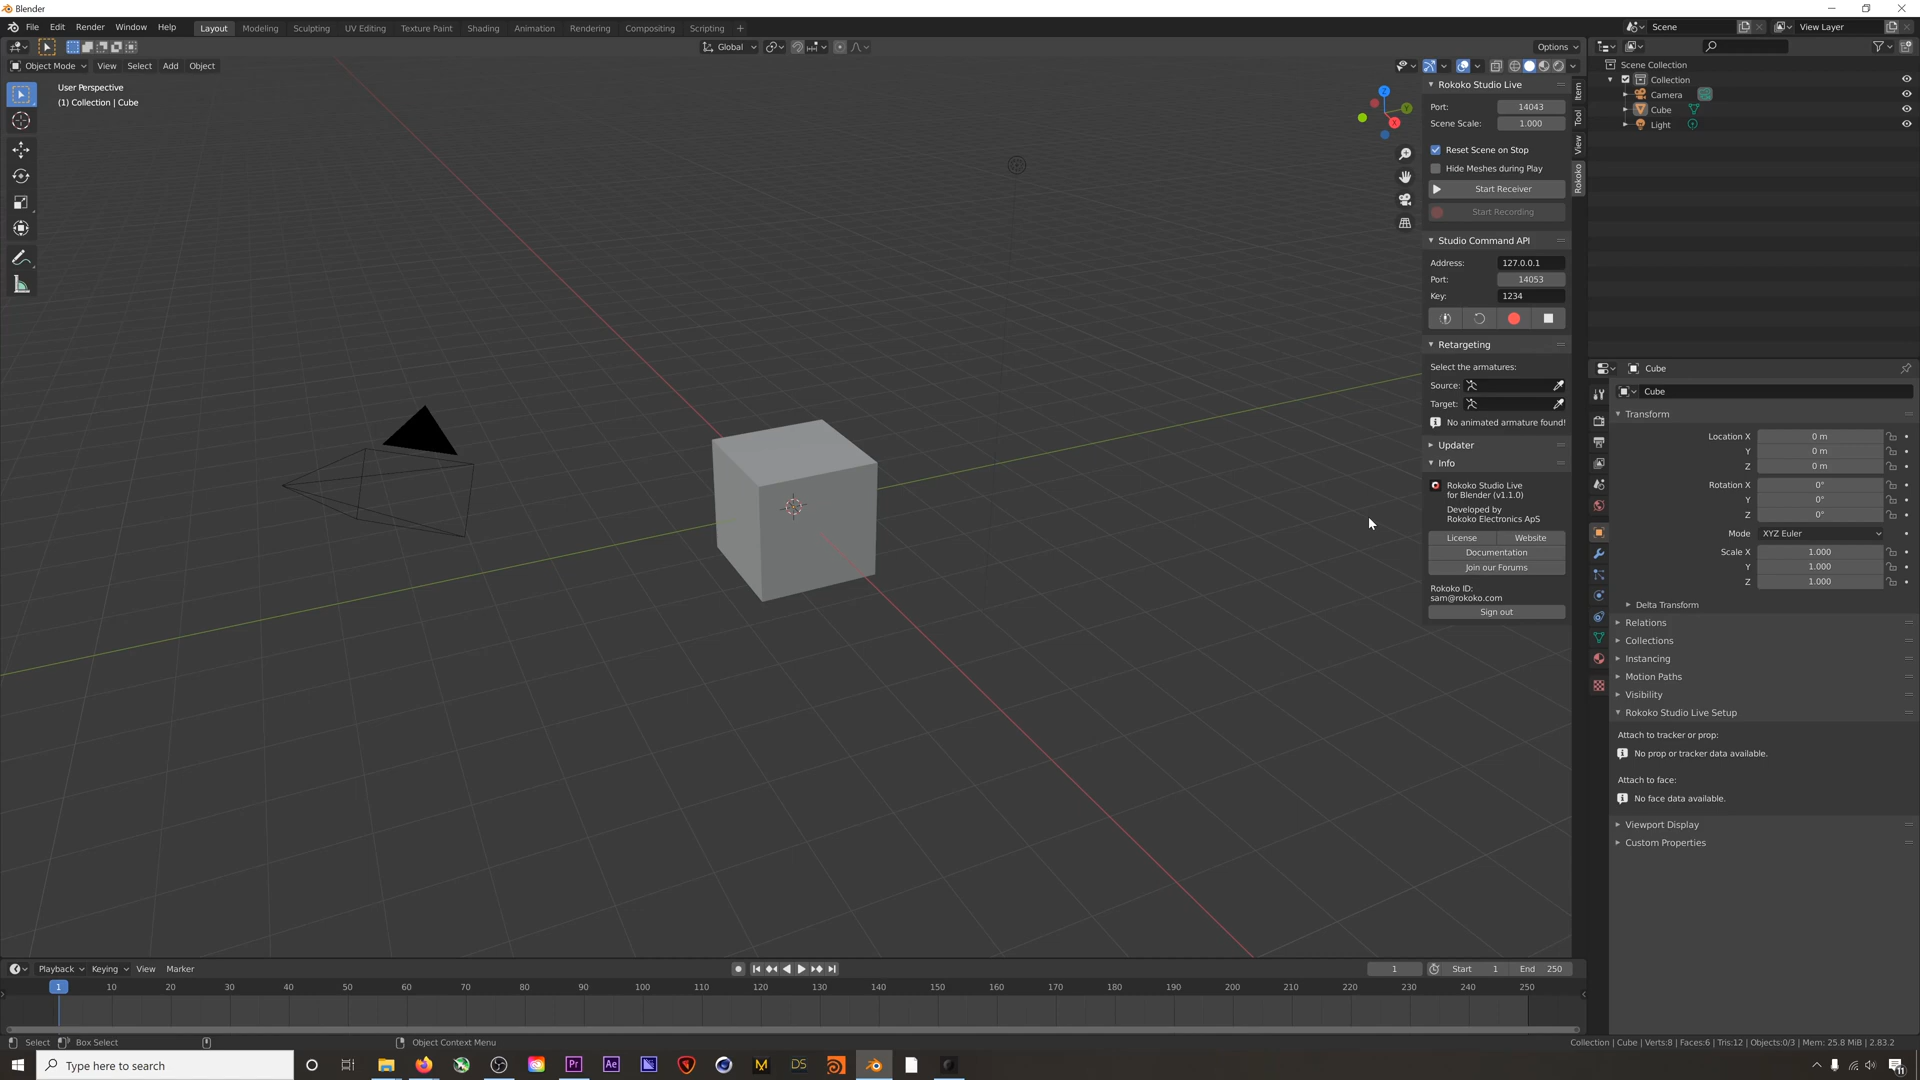 Blender
File Edit Render Window Help Layout Modeling Sculpting UV Editing Texture Paint Shading Animation Rendering Compositing Scripting + Scene View Layer
Global Options
Object Mode View Select Add Object
User Perspective
(1) Collection | Cube
Z
Y
X
Rokoko Studio Live
Port: 14043
Scene Scale: 1.000
Reset Scene on Stop
Hide Meshes during Play
Start Receiver
Start Recording
Studio Command API
Address: 127.0.0.1
Port: 14053
Key: 1234
Retargeting
Select the armatures:
Source:
Target:
No animated armature found!
Updater
Info
Rokoko Studio Live
for Blender (v1.1.0)
Developed by
Rokoko Electronics ApS
License Website
Documentation
Join our Forums
Rokoko ID:
sam@rokoko.com
Sign out
Item
Tool
View
Rokoko
Scene Collection
Collection
Camera
Cube
Light
Cube
Cube
Transform
Location X 0 m
Y 0 m
Z 0 m
Rotation X 0°
Y 0°
Z 0°
Mode XYZ Euler
Scale X 1.000
Y 1.000
Z 1.000
Delta Transform
Relations
Collections
Instancing
Motion Paths
Visibility
Rokoko Studio Live Setup
Attach to tracker or prop:
No prop or tracker data available.
Attach to face:
No face data available.
Viewport Display
Custom Properties
Playback Keying View Marker 1 Start 1 End 250
1 10 20 30 40 50 60 70 80 90 100 110 120 130 140 150 160 170 180 190 200 210 220 230 240 250
Select Box Select Object Context Menu Collection | Cube | Verts:8 | Faces:6 | Tris:12 | Objects:0/3 | Mem: 25.8 MiB | 2.83.2
Type here to search Pr Ae M DS 11